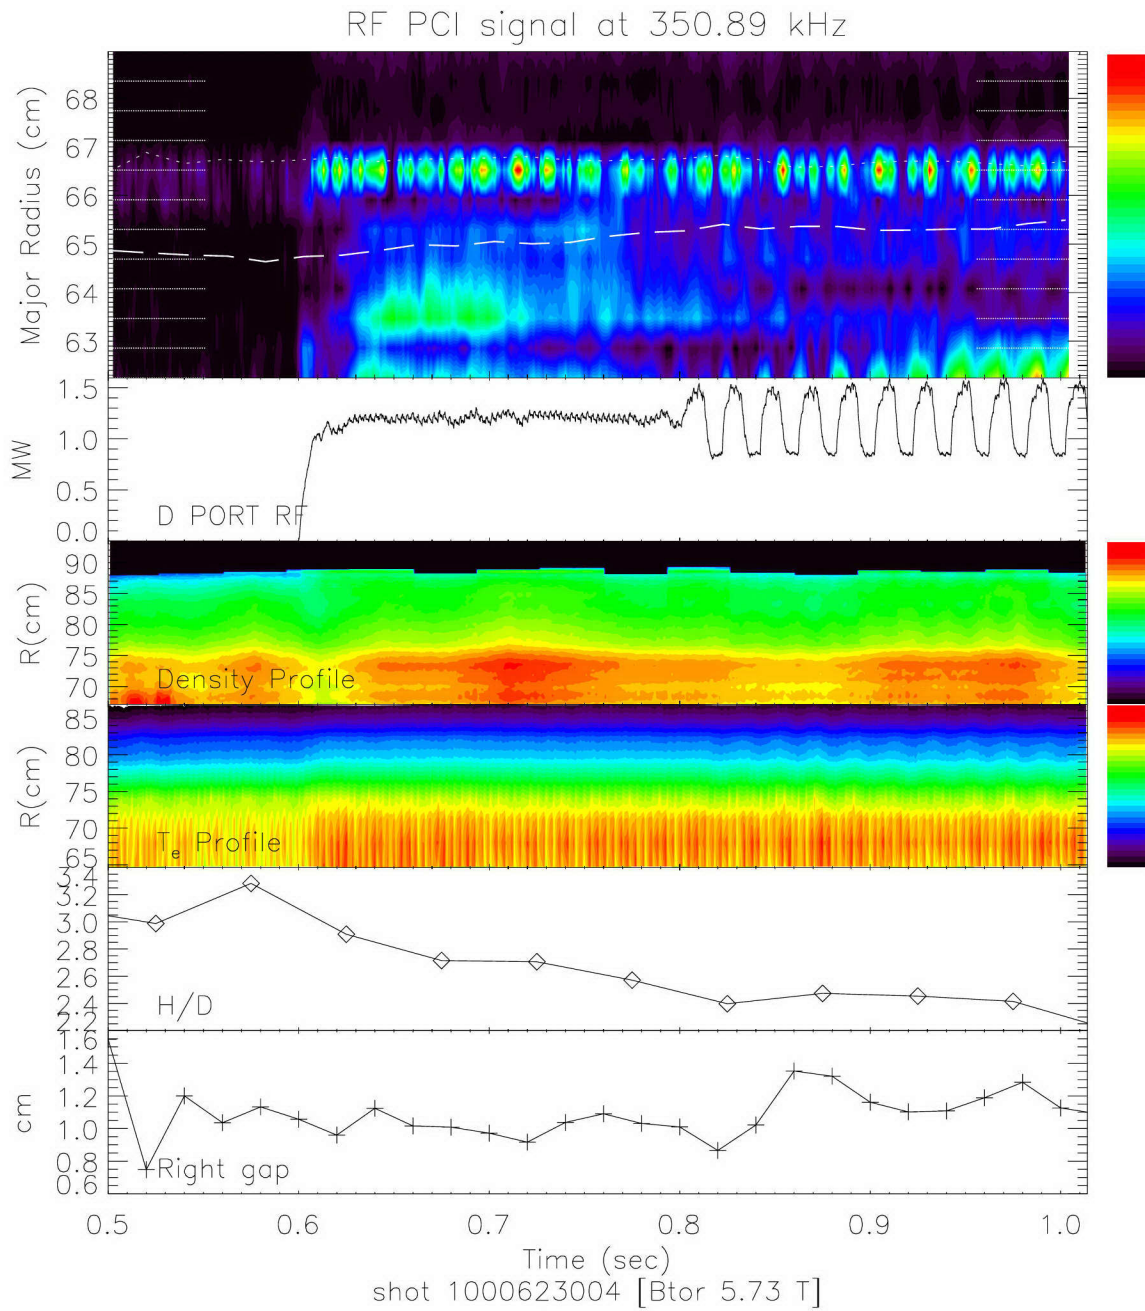 RF PCI signal at 350.89 kHz
Major Radius (cm)
68
67
66
65
64
63
MW
1.5
1.0
0.5
0.0
D PORT RF
R(cm)
90
85
80
75
70
Density Profile
R(cm)
85
80
75
70
65
Te Profile
3.4
3.2
3.0
2.8
2.6
2.4
2.2
H/D
cm
1.6
1.4
1.2
1.0
0.8
0.6
Right gap
0.5 0.6 0.7 0.8 0.9 1.0
Time (sec)
shot 1000623004 [Btor 5.73 T]